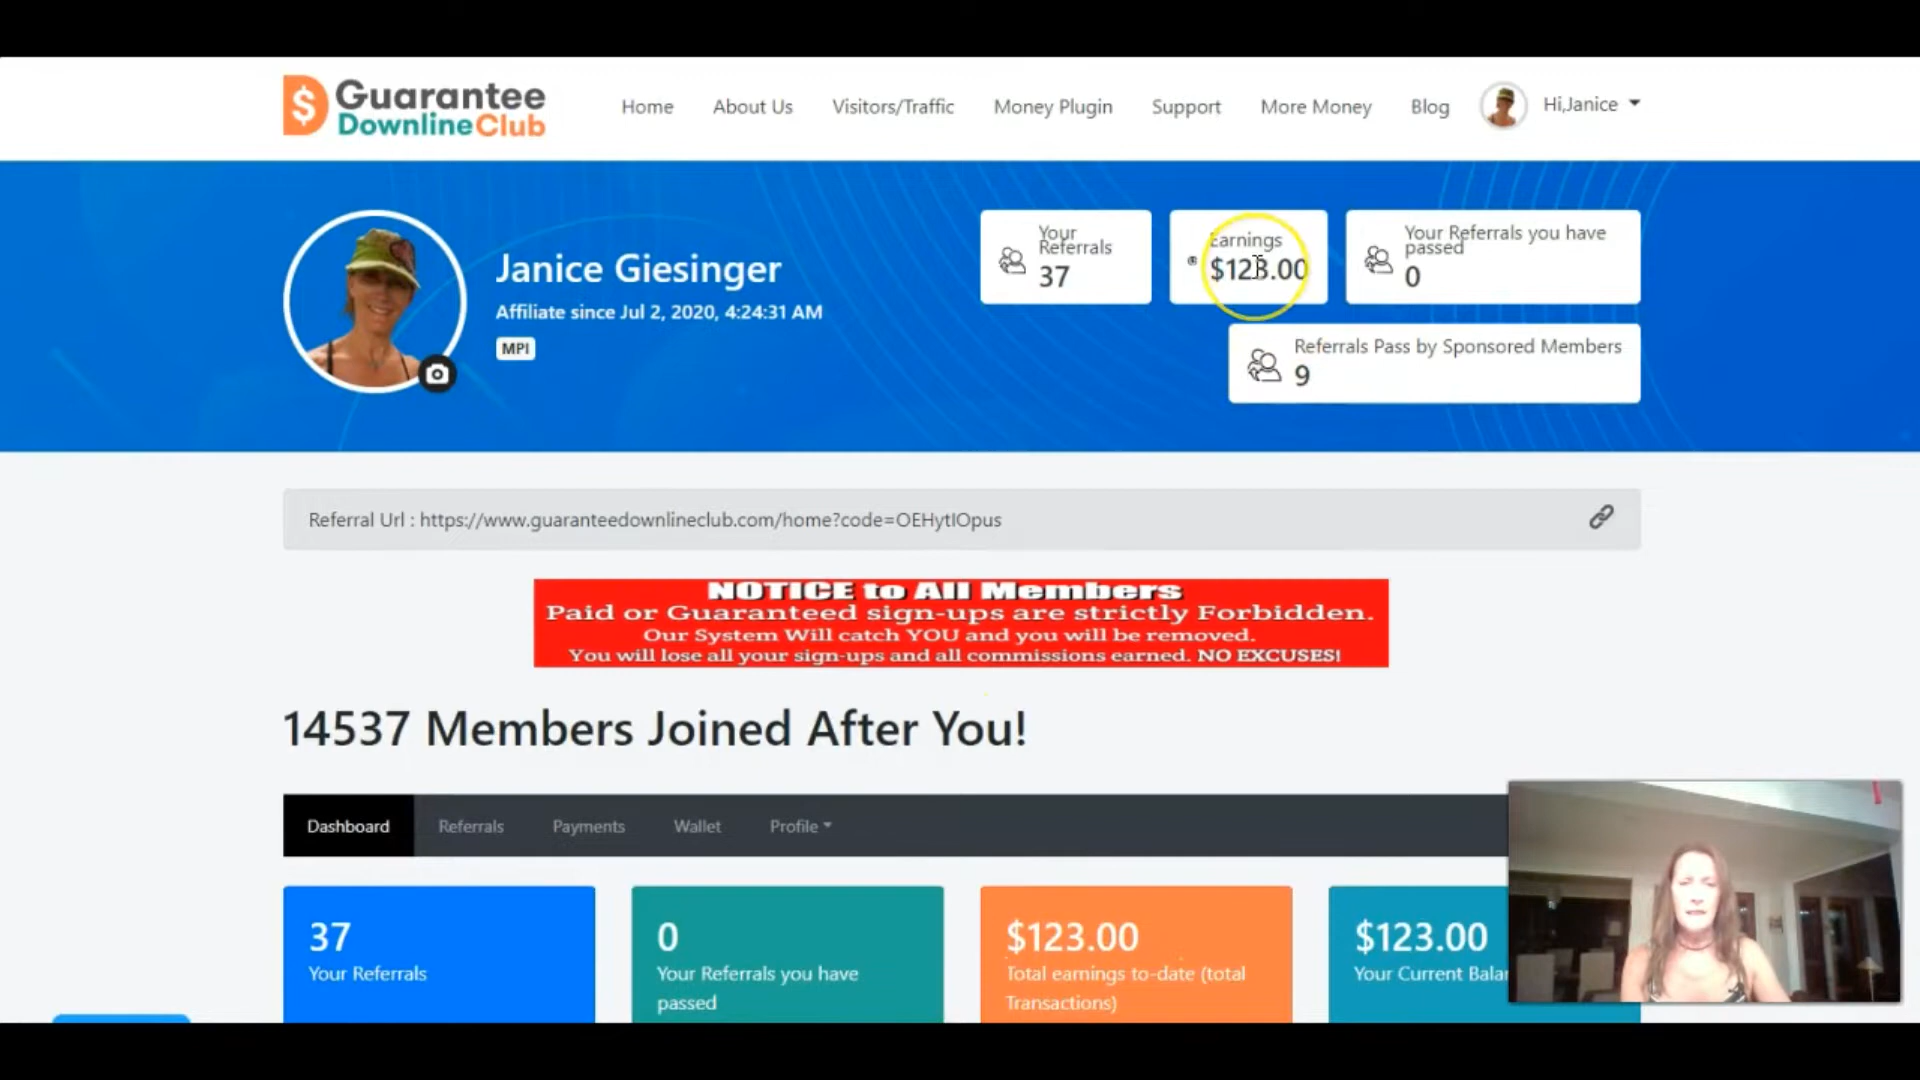 Guarantee
DownlineClub
Home
About Us
Visitors/Traffic
Money Plugin
Support
More Money
Blog
Hi,Janice
Janice Giesinger
Affiliate since Jul 2, 2020, 4:24:31 AM
MPI
Your
Referrals
37
Earnings
$123.00
Your Referrals you have
passed
0
Referrals Pass by Sponsored Members
9
Referral Url : https://www.guaranteedownlineclub.com/home?code=OEHytIOpus
NOTICE to All Members
Paid or Guaranteed sign-ups are strictly Forbidden.
Our System Will catch YOU and you will be removed.
You will lose all your sign-ups and all commissions earned. NO EXCUSES!
14537 Members Joined After You!
Dashboard
Referrals
Payments
Wallet
Profile
37
Your Referrals
0
Your Referrals you have
passed
$123.00
Total earnings to-date (total
Transactions)
$123.00
Your Current Balan